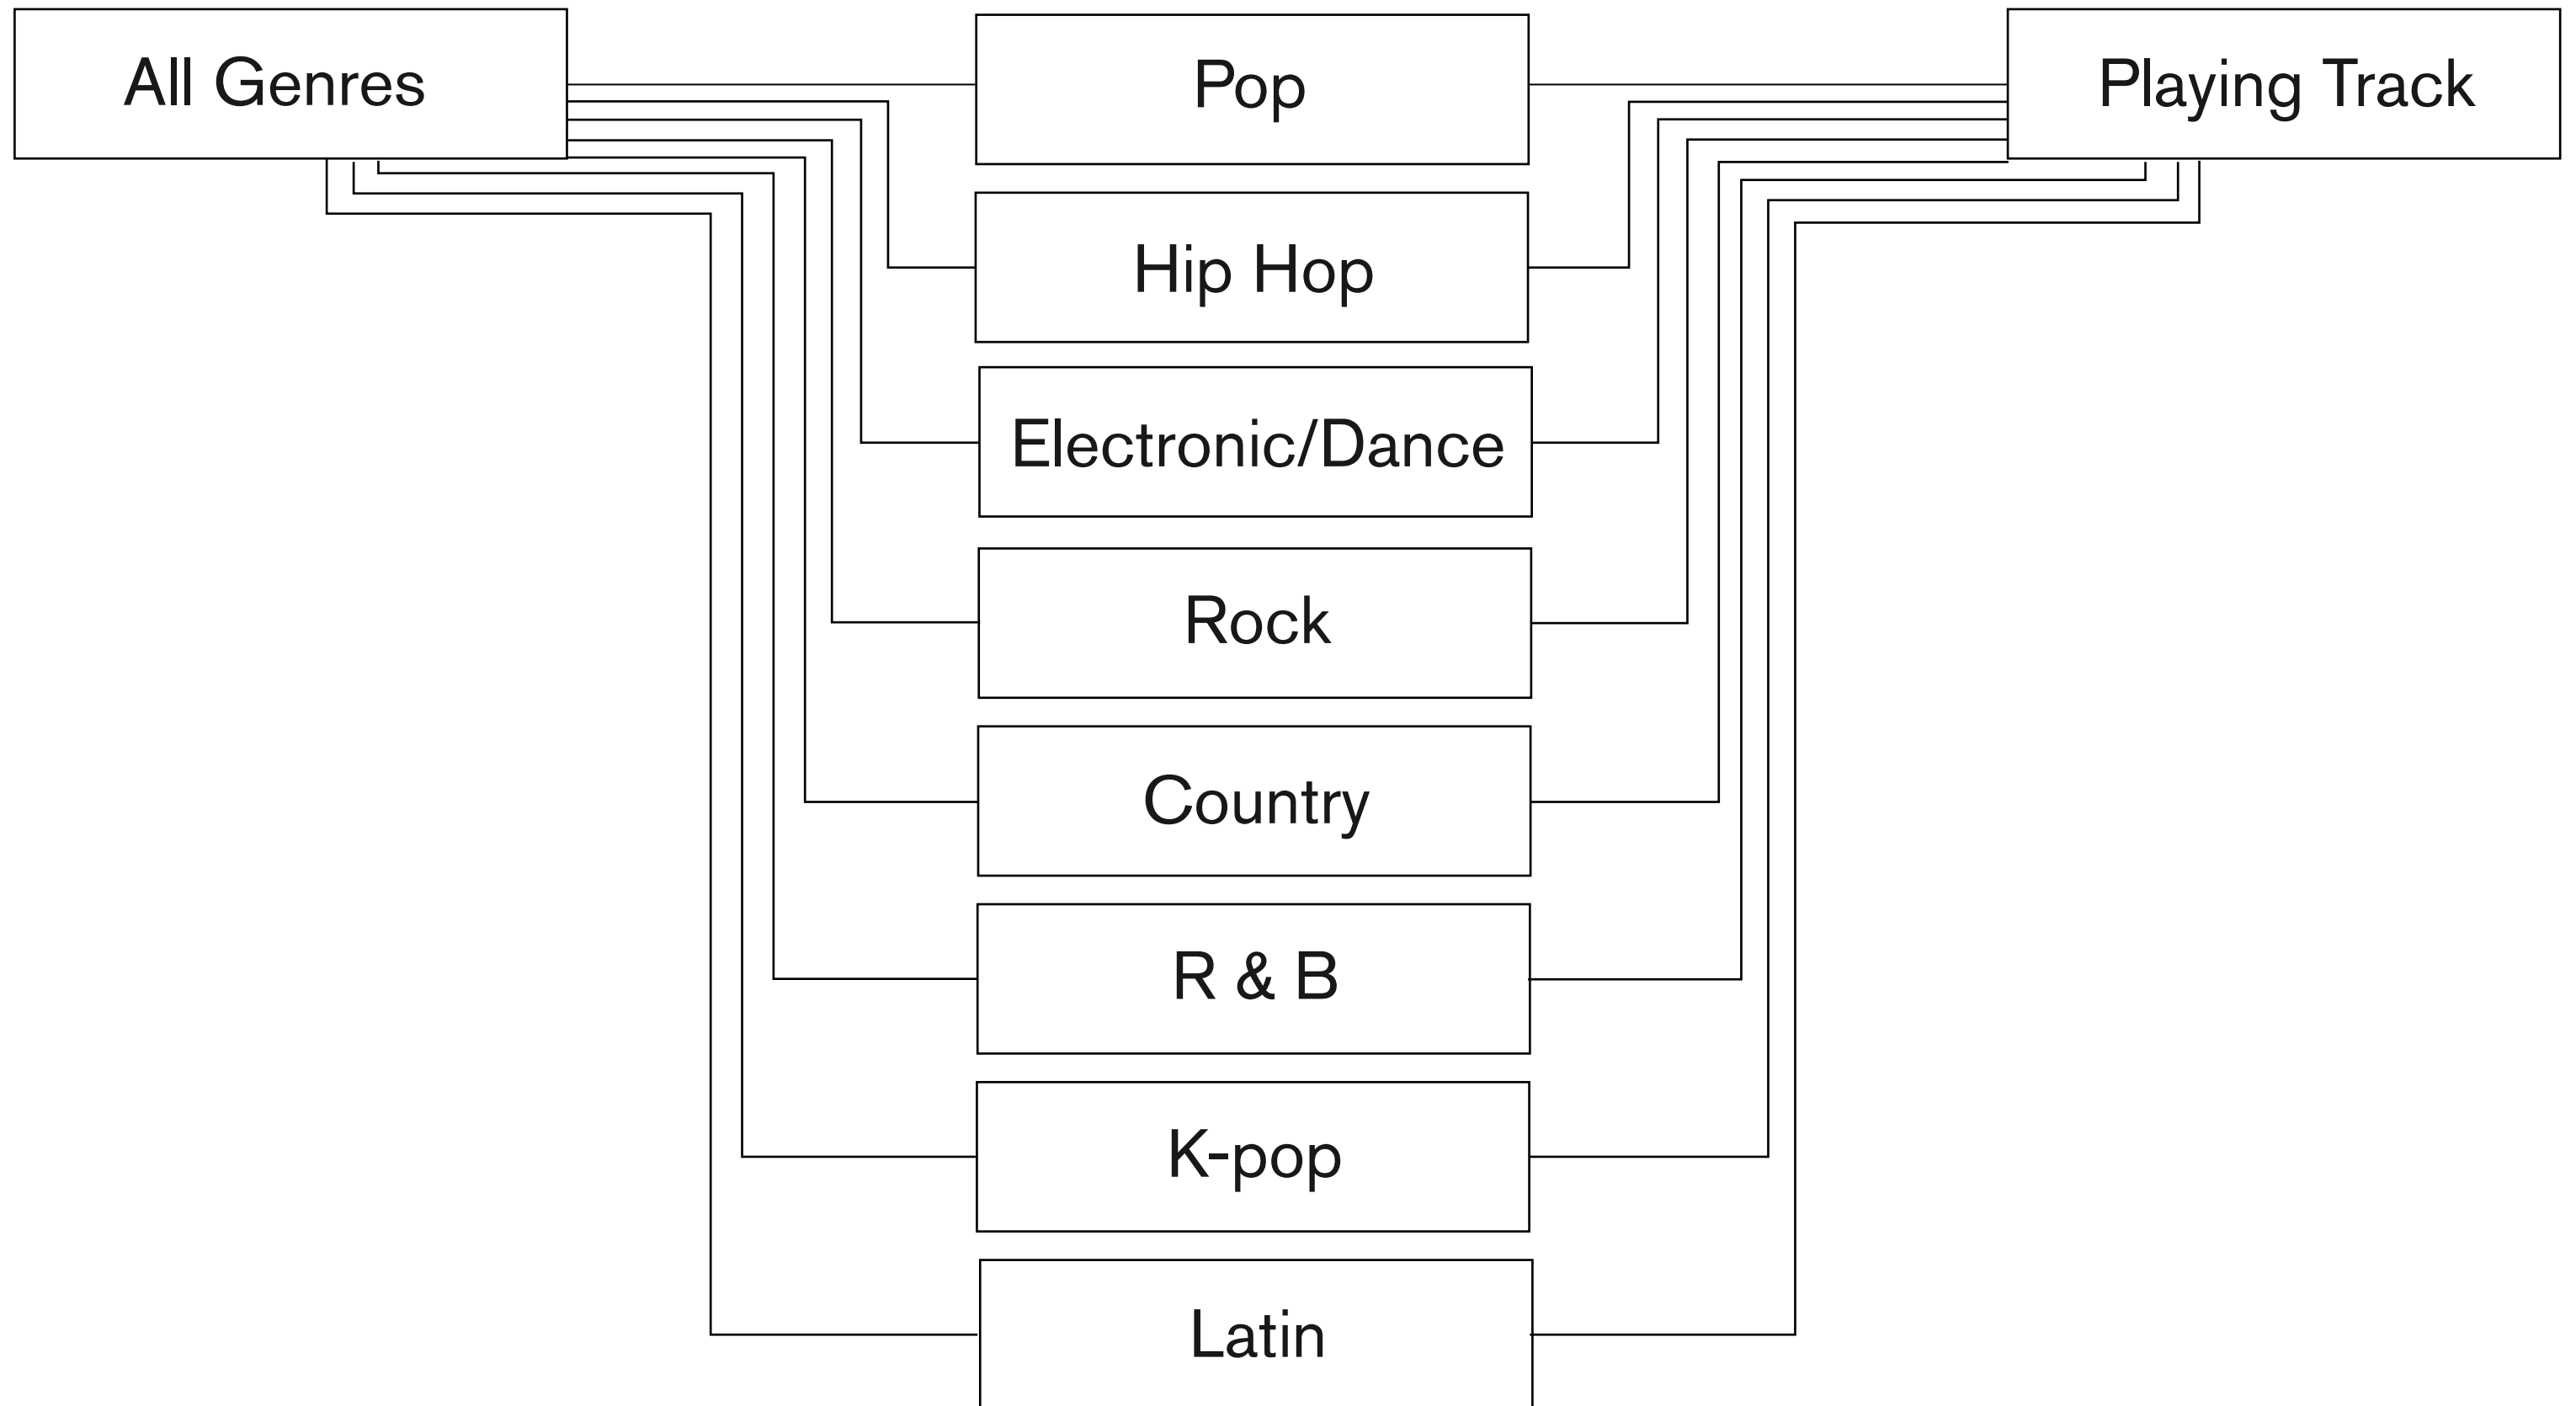 All Genres
Pop
Playing Track
Hip Hop
Electronic/Dance
Rock
Country
R & B
K-pop
Latin